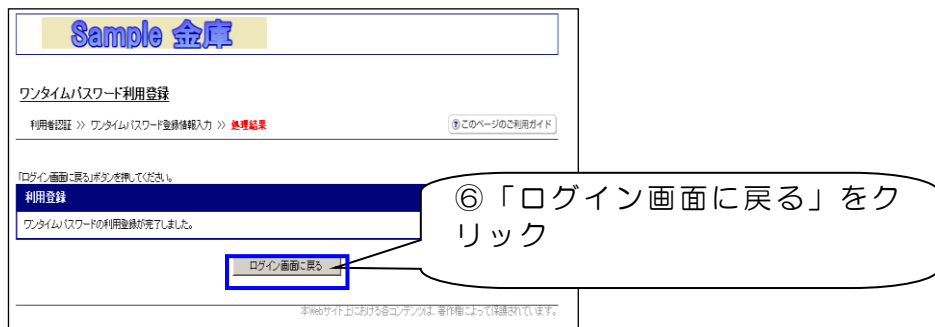 Sample 金庫
ワンタイムパスワード利用登録
利用者認証 >> ワンタイムパスワード登録情報入力 >> 処理結果
?このページのご利用ガイド
「ログイン画面に戻る」ボタンを押してください。
利用登録
ワンタイムパスワードの利用登録が完了しました。
⑥「ログイン画面に戻る」をク
リック
ログイン画面に戻る
本Webサイト上における各コンテンツは、著作権によって保護されています。